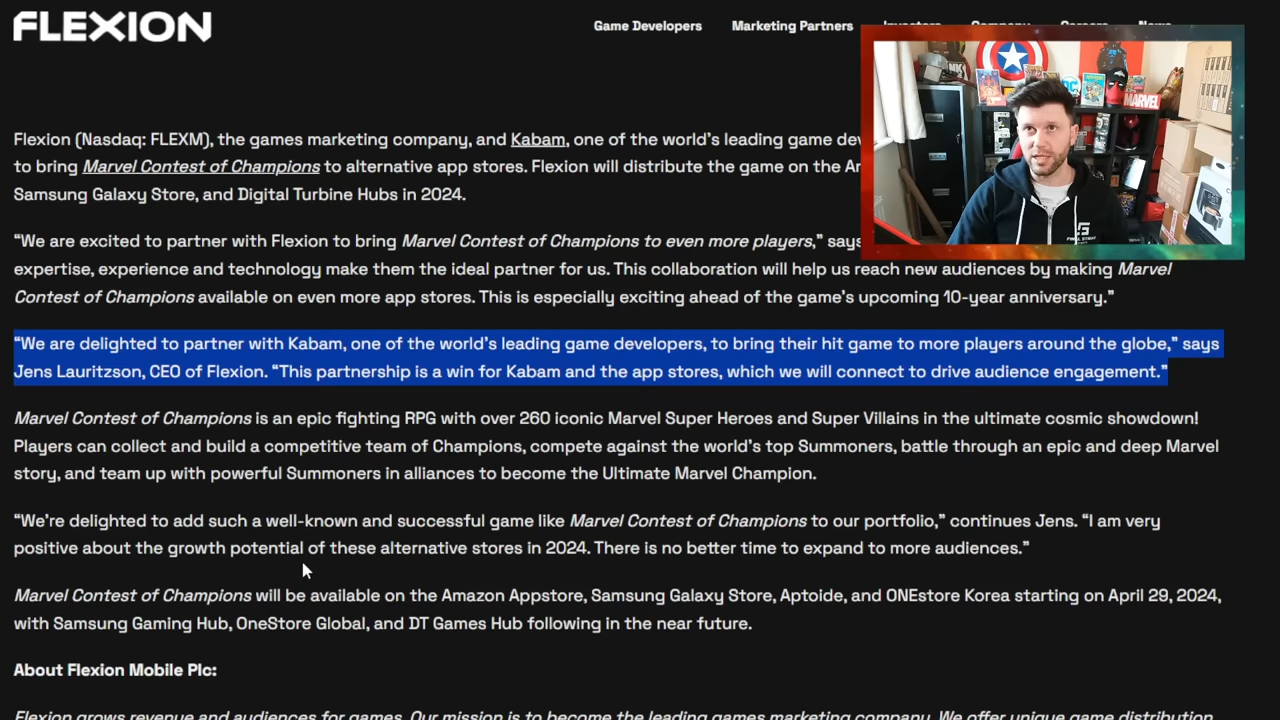 FLEXION
Game Developers Marketing Partners Investors Company Careers News
Flexion (Nasdaq: FLEXM), the games marketing company, and Kabam, one of the world's leading game
to bring Marvel Contest of Champions to alternative app stores. Flexion will distribute the game on the
Samsung Galaxy Store, and Digital Turbine Hubs in 2024.
“We are excited to partner with Flexion to bring Marvel Contest of Champions to even more players,” says
expertise, experience and technology make them the ideal partner for us. This collaboration will help us reach new audiences by making Marvel
Contest of Champions available on even more app stores. This is especially exciting ahead of the game's upcoming 10-year anniversary.”
“We are delighted to partner with Kabam, one of the world's leading game developers, to bring their hit game to more players around the globe,” says
Jens Lauritzson, CEO of Flexion. “This partnership is a win for Kabam and the app stores, which we will connect to drive audience engagement.”
Marvel Contest of Champions is an epic fighting RPG with over 260 iconic Marvel Super Heroes and Super Villains in the ultimate cosmic showdown!
Players can collect and build a competitive team of Champions, compete against the world's top Summoners, battle through an epic and deep Marvel
story, and team up with powerful Summoners in alliances to become the Ultimate Marvel Champion.
“We're delighted to add such a well-known and successful game like Marvel Contest of Champions to our portfolio,” continues Jens. “I am very
positive about the growth potential of these alternative stores in 2024. There is no better time to expand to more audiences.”
Marvel Contest of Champions will be available on the Amazon Appstore, Samsung Galaxy Store, Aptoide, and ONEstore Korea starting on April 29, 2024,
with Samsung Gaming Hub, OneStore Global, and DT Games Hub following in the near future.
About Flexion Mobile Plc:
Flexion grows revenue and audiences for games. Our mission is to become the leading games marketing company. We offer unique game distribution
MARVEL
DC